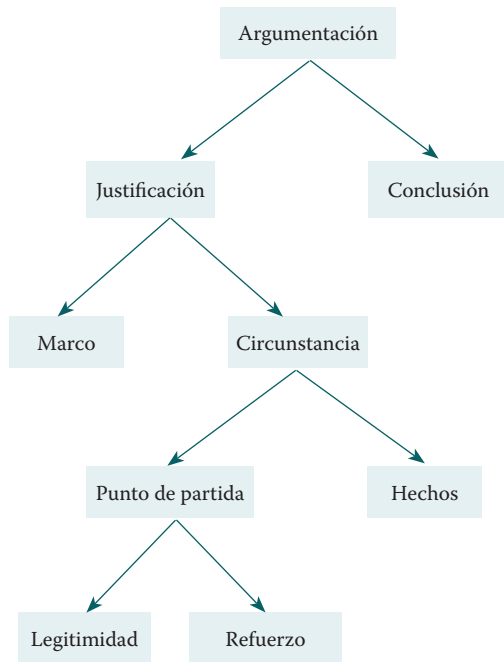 Argumentación
Justificación
Conclusión
Marco
Circunstancia
Punto de partida
Hechos
Legitimidad
Refuerzo